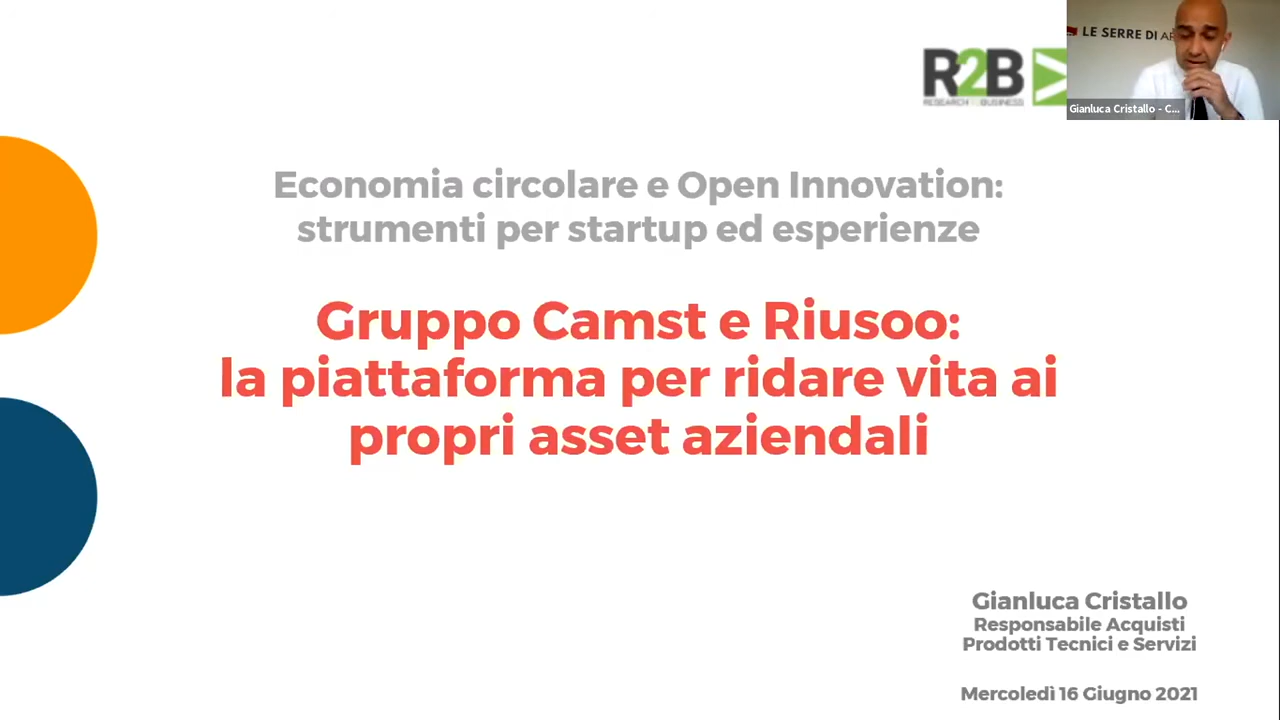 LE SERRE DI
R2B
RESEARCH TO BUSINESS
Gianluca Cristallo - C...
Economia circolare e Open Innovation:
strumenti per startup ed esperienze
Gruppo Camst e Riusoo:
la piattaforma per ridare vita ai
propri asset aziendali
Gianluca Cristallo
Responsabile Acquisti
Prodotti Tecnici e Servizi
Mercoledì 16 Giugno 2021